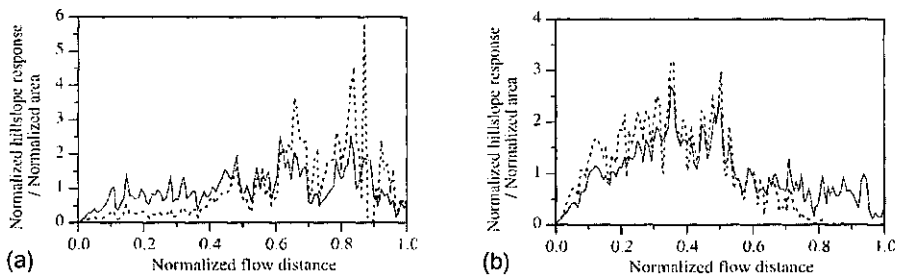 Normalized hillslope response
/ Normalized area
6
5
4
3
2
1
0
0.0 0.2 0.4 0.6 0.8 1.0
Normalized flow distance
(a)
Normalized hillslope response
/ Normalized area
4
3
2
1
0
0.0 0.2 0.4 0.6 0.8 1.0
Normalized flow distance
(b)